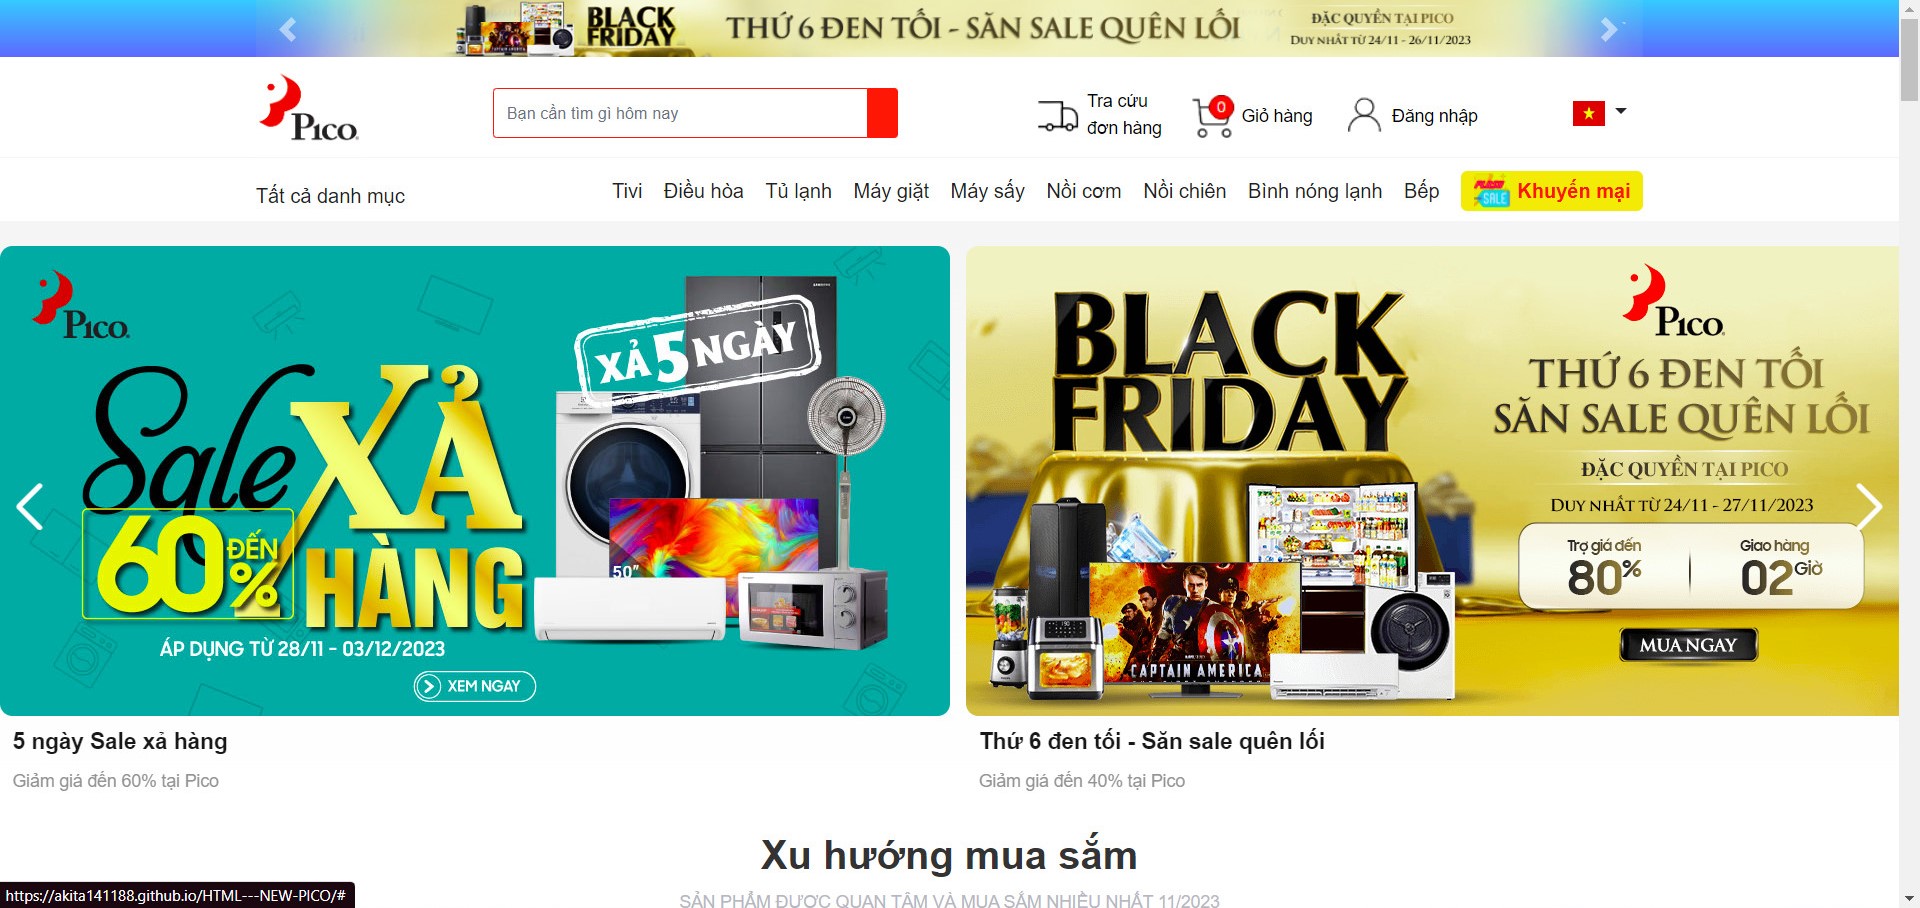 BLACK
FRIDAY
THỨ 6 ĐEN TỐI - SĂN SALE QUÊN LỐI
ĐẶC QUYỀN TẠI PICO
DUY NHẤT TỪ 24/11 - 26/11/2023
PICO
Bạn cần tìm gì hôm nay
Tra cứu
đơn hàng
0
Giỏ hàng
Đăng nhập
Tất cả danh mục
Tivi
Điều hòa
Tủ lạnh
Máy giặt
Máy sấy
Nồi cơm
Nồi chiên
Bình nóng lạnh
Bếp
SALE
Khuyến mại
PICO
XẢ 5 NGÀY
Sale XẢ
HÀNG
60% ĐẾN
50"
ÁP DỤNG TỪ 28/11 - 03/12/2023
XEM NGAY
BLACK
FRIDAY
CAPTAIN AMERICA
PICO
THỨ 6 ĐEN TỐI
SĂN SALE QUÊN LỐI
ĐẶC QUYỀN TẠI PICO
DUY NHẤT TỪ 24/11 - 27/11/2023
Trợ giá đến
80%
Giao hàng
02 Giờ
MUA NGAY
5 ngày Sale xả hàng
Giảm giá đến 60% tại Pico
Thứ 6 đen tối - Săn sale quên lối
Giảm giá đến 40% tại Pico
Xu hướng mua sắm
SẢN PHẨM ĐƯỢC QUAN TÂM VÀ MUA SẮM NHIỀU NHẤT 11/2023
https://akita141188.github.io/HTML---NEW-PICO/#